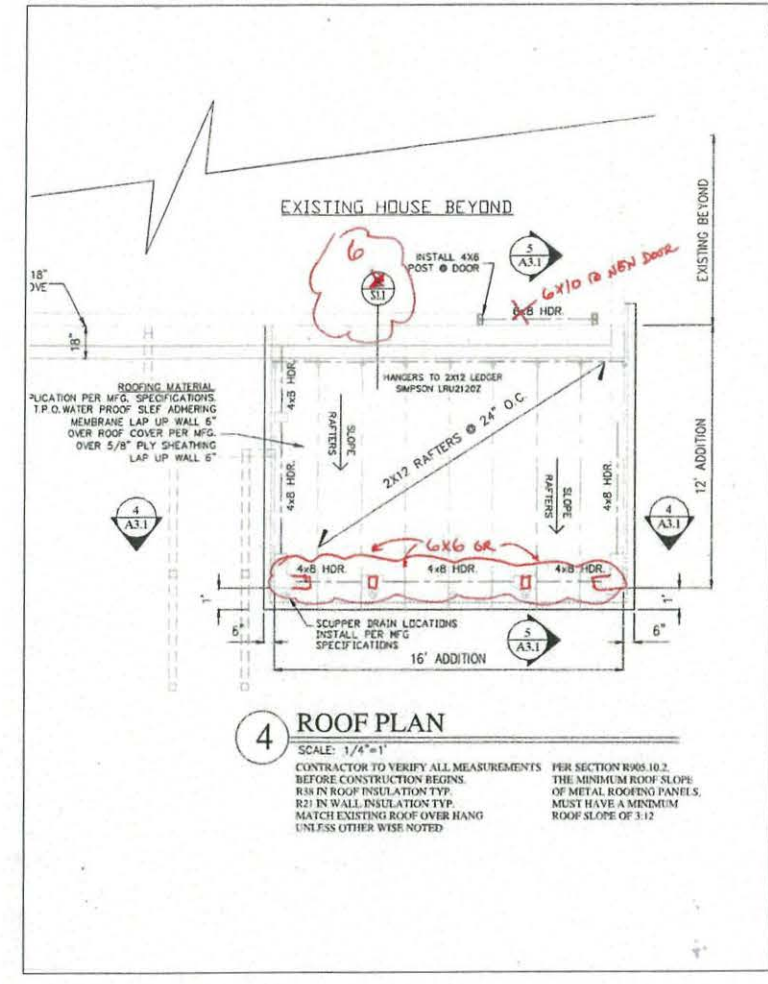 EXISTING HOUSE BEYOND
6
S1.1
INSTALL 4X6
POST @ DOOR
5
A3.1
6X10 @ NEW DOOR
6x8 HDR.
EXISTING BEYOND
18"
OVE
18"
ROOFING MATERIAL
PLICATION PER MFG. SPECIFICATIONS.
T.P.O. WATER PROOF SLEF ADHERING
MEMBRANE LAP UP WALL 6"
OVER ROOF COVER PER MFG.
OVER 5/8" PLY SHEATHING
LAP UP WALL 6"
HANGERS TO 2X12 LEDGER
SIMPSON LRU212OZ
4x8 HDR.
4x8 HDR.
SLOPE
RAFTERS
2X12 RAFTERS @ 24" O.C.
SLOPE
RAFTERS
4x8 HDR.
12' ADDITION
4
A3.1
4
A3.1
6X6 GR
4x8 HDR.
4x8 HDR.
4x8 HDR.
1'
1'
6"
6"
SCUPPER DRAIN LOCATIONS
INSTALL PER MFG
SPECIFICATIONS
5
A3.1
16' ADDITION
4
ROOF PLAN
SCALE: 1/4"=1'
CONTRACTOR TO VERIFY ALL MEASUREMENTS
BEFORE CONSTRUCTION BEGINS.
R38 IN ROOF INSULATION TYP.
R21 IN WALL INSULATION TYP.
MATCH EXISTING ROOF OVER HANG
UNLESS OTHER WISE NOTED
PER SECTION R905.10.2,
THE MINIMUM ROOF SLOPE
OF METAL ROOFING PANELS,
MUST HAVE A MINIMUM
ROOF SLOPE OF 3:12